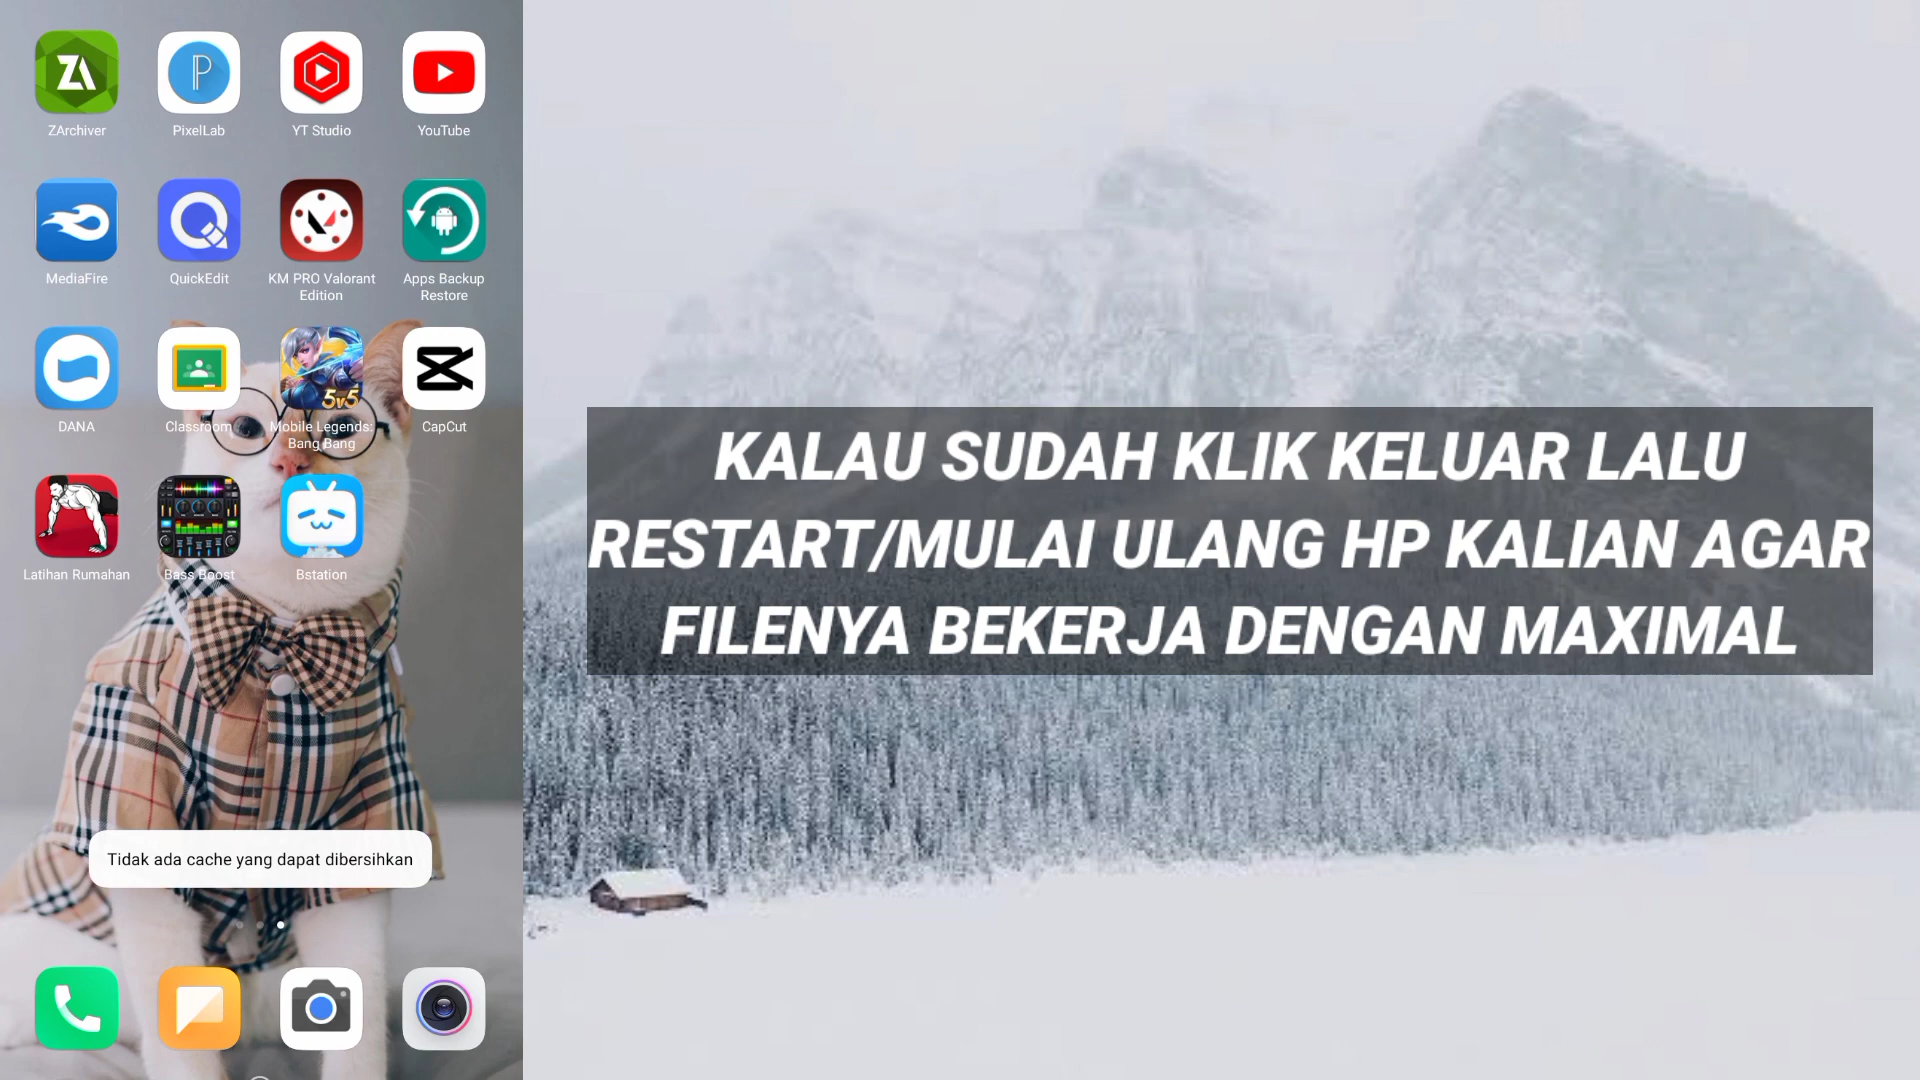 ZArchiver
PixelLab
YT Studio
YouTube
MediaFire
QuickEdit
KM PRO Valorant
Edition
Apps Backup
Restore
DANA
Classroom
5v5
Mobile Legends:
Bang Bang
CapCut
Latihan Rumahan
Bass Boost
Bstation
Tidak ada cache yang dapat dibersihkan
KALAU SUDAH KLIK KELUAR LALU
RESTART/MULAI ULANG HP KALIAN AGAR
FILENYA BEKERJA DENGAN MAXIMAL